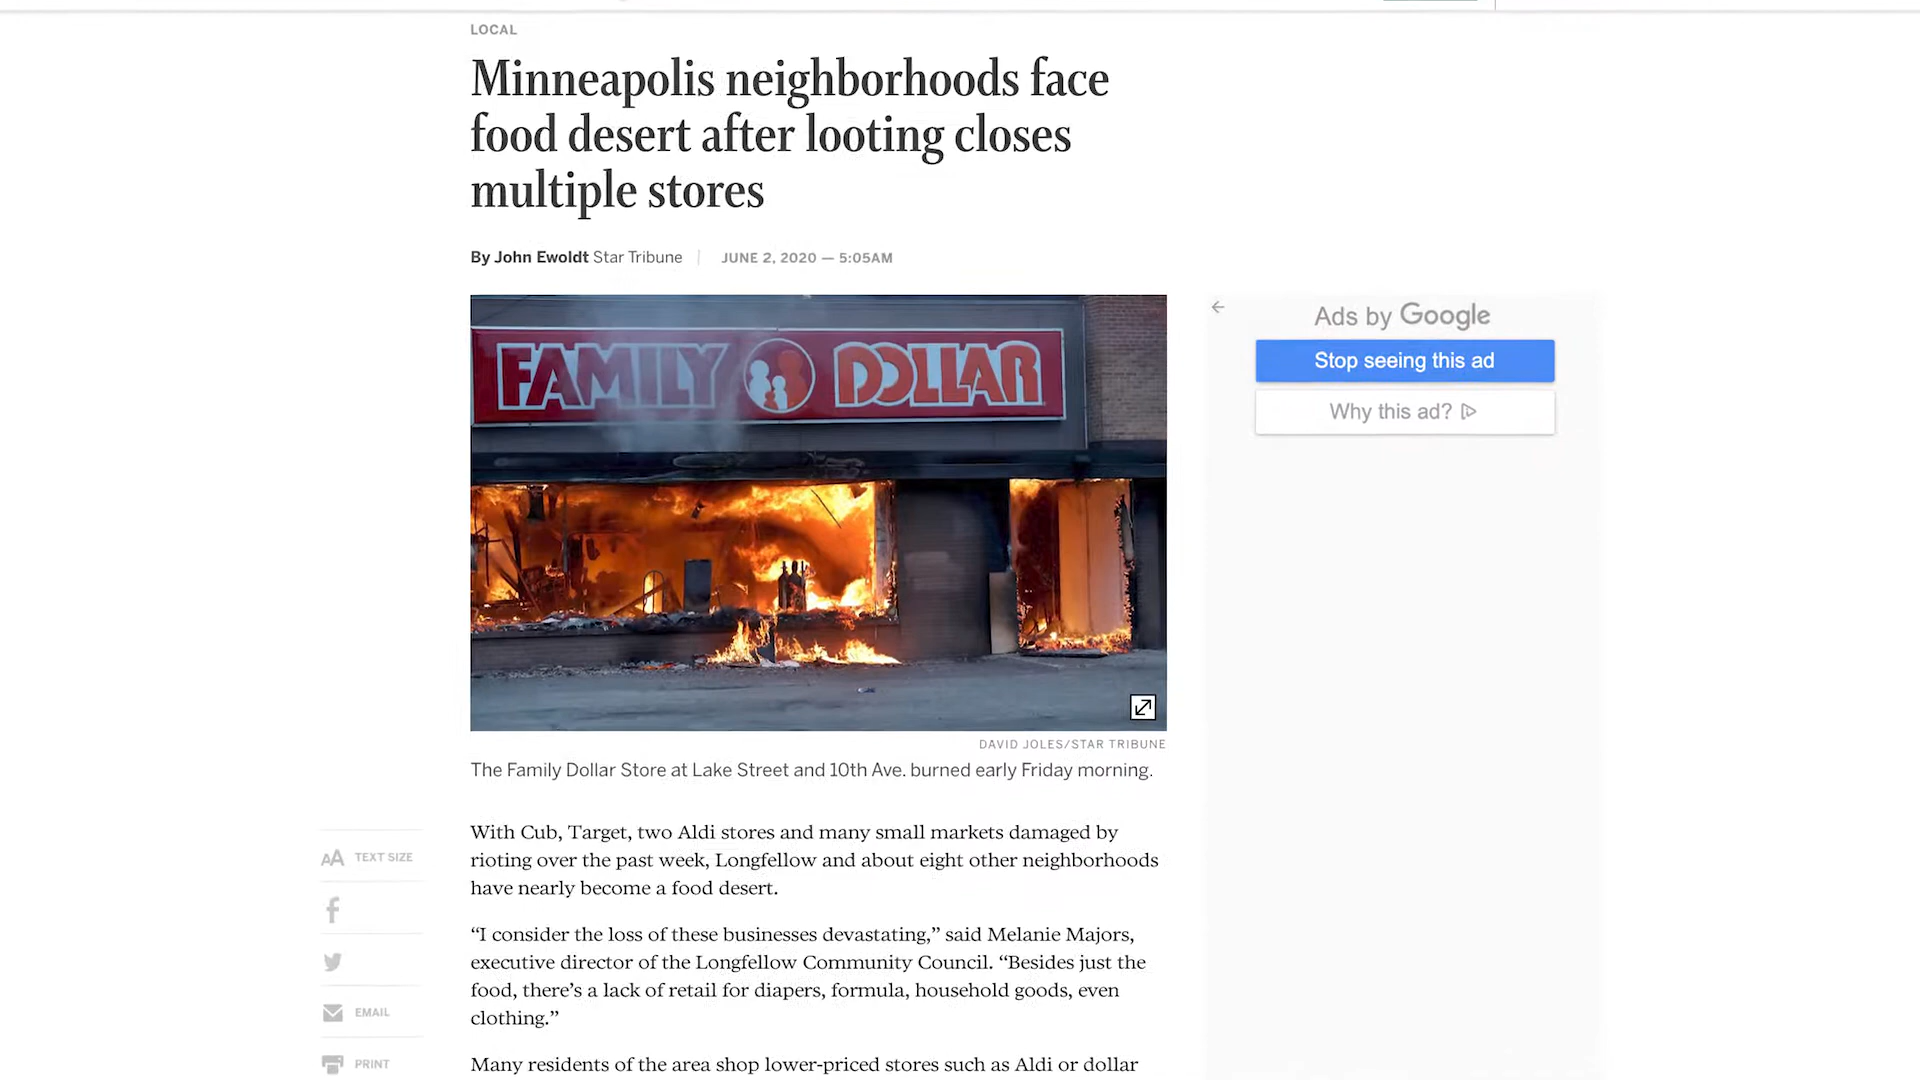 LOCAL
Minneapolis neighborhoods face
food desert after looting closes
multiple stores
By John Ewoldt Star Tribune
JUNE 2, 2020 — 5:05AM
FAMILY DOLLAR
Ads by Google
Stop seeing this ad
Why this ad?
DAVID JOLES/STAR TRIBUNE
The Family Dollar Store at Lake Street and 10th Ave. burned early Friday morning.
With Cub, Target, two Aldi stores and many small markets damaged by
rioting over the past week, Longfellow and about eight other neighborhoods
have nearly become a food desert.
“I consider the loss of these businesses devastating,” said Melanie Majors,
executive director of the Longfellow Community Council. “Besides just the
food, there’s a lack of retail for diapers, formula, household goods, even
clothing.”
Many residents of the area shop lower-priced stores such as Aldi or dollar
AA TEXT SIZE
EMAIL
PRINT